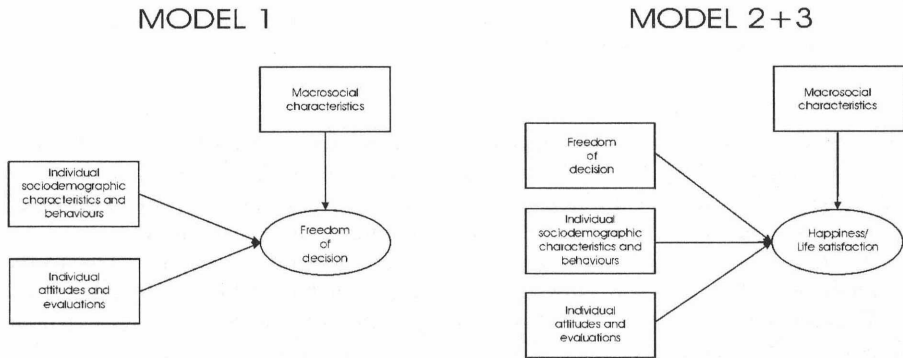 MODEL 1
Macrosocial
characteristics
Individual
sociodemographic
characteristics and
behaviours
Individual
attitudes and
evaluations
Freedom
of
decision
MODEL 2+3
Macrosocial
characteristics
Freedom
of
decision
Individual
sociodemographic
characteristics and
behaviours
Individual
attitudes and
evaluations
Happiness/
Life satisfaction